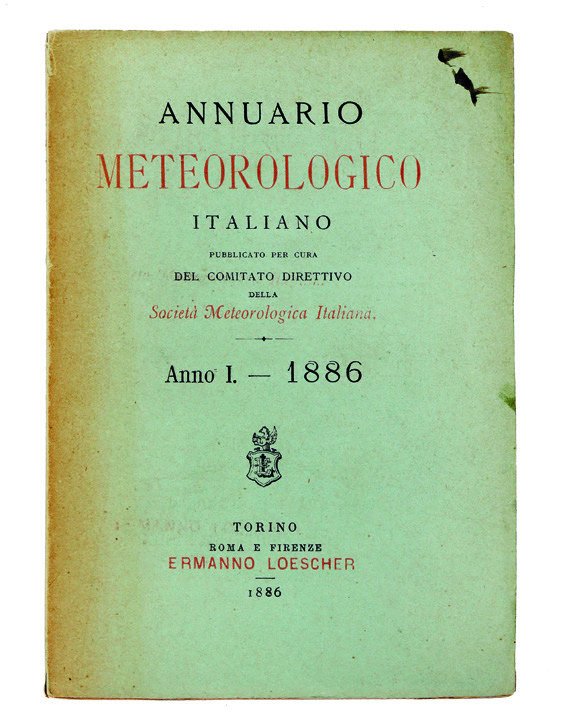 ANNUARIO
METEOROLOGICO
ITALIANO
PUBBLICATO PER CURA
DEL COMITATO DIRETTIVO
DELLA
Società Meteorologica Italiana.
Anno I. — 1886
TORINO
ROMA E FIRENZE
ERMANNO LOESCHER
1886